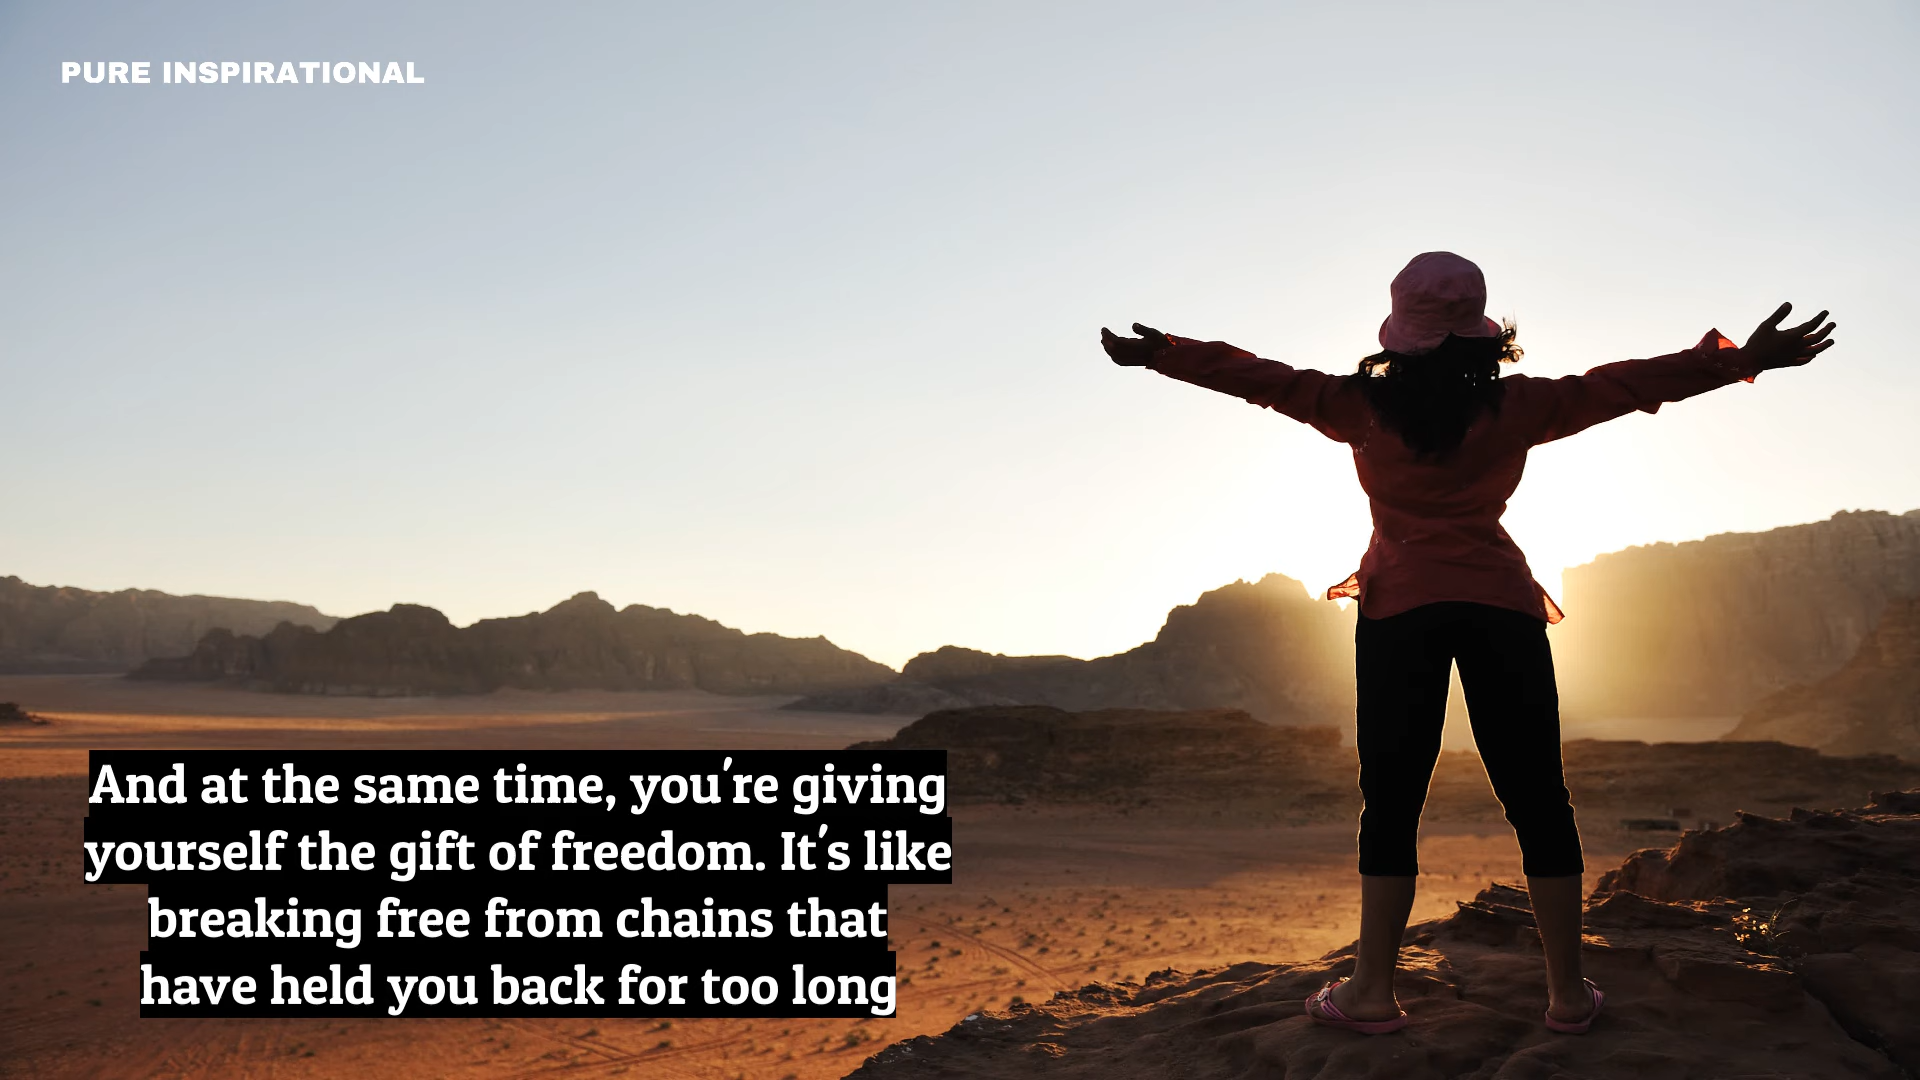 PURE INSPIRATIONAL
And at the same time, you're giving
yourself the gift of freedom. It's like
breaking free from chains that
have held you back for too long